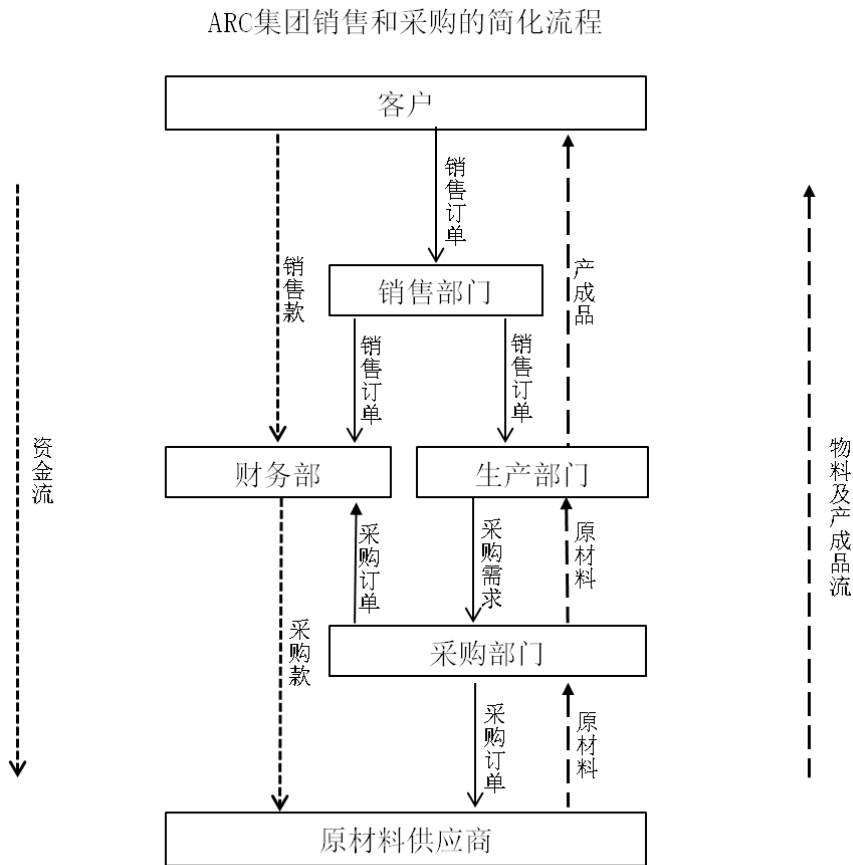 ARC集团销售和采购的简化流程
客户
销售订单
销售款
销售部门
产成品
销售订单
销售订单
资金流
财务部
生产部门
物料及产成品流
采购订单
采购需求
原材料
采购款
采购部门
采购订单
原材料
原材料供应商